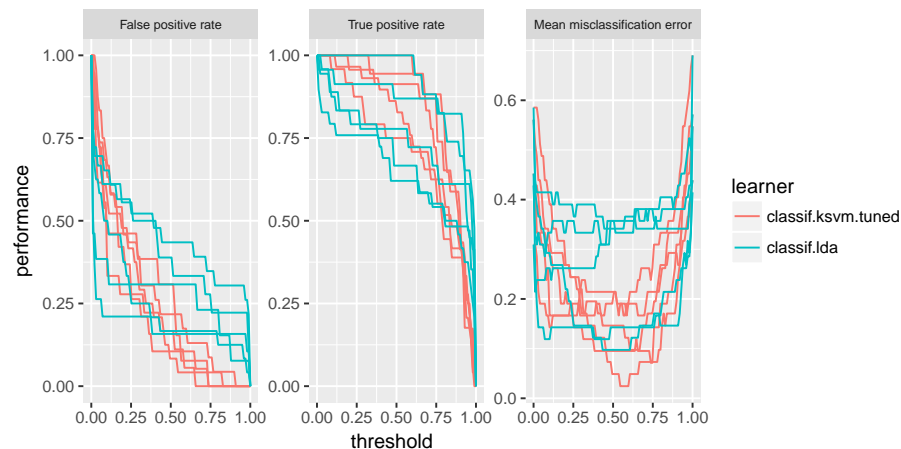 False positive rate True positive rate Mean misclassification error
1.00 1.00
0.6
0.75 0.75
0.4
0.50 0.50
0.2
0.25 0.25
0.00 0.00 0.0
0.00 0.25 0.50 0.75 1.00 0.00 0.25 0.50 0.75 1.00 0.00 0.25 0.50 0.75 1.00
threshold
performance
learner
classif.ksvm.tuned
classif.lda